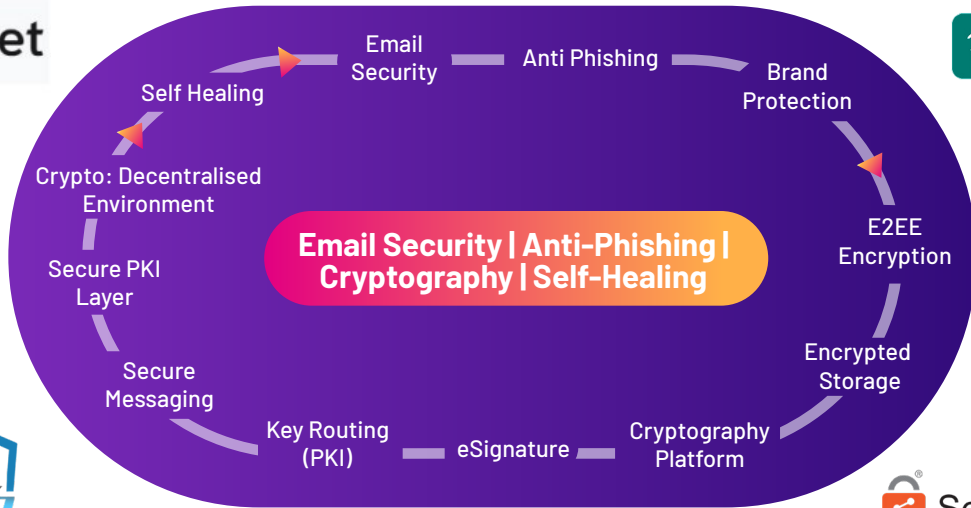 et
Email
Security
Anti Phishing
Brand
Protection
Self Healing
Crypto: Decentralised
Environment
E2EE
Encryption
Email Security | Anti-Phishing |
Cryptography | Self-Healing
Secure PKI
Layer
Encrypted
Storage
Secure
Messaging
Key Routing
(PKI)
eSignature
Cryptography
Platform
®